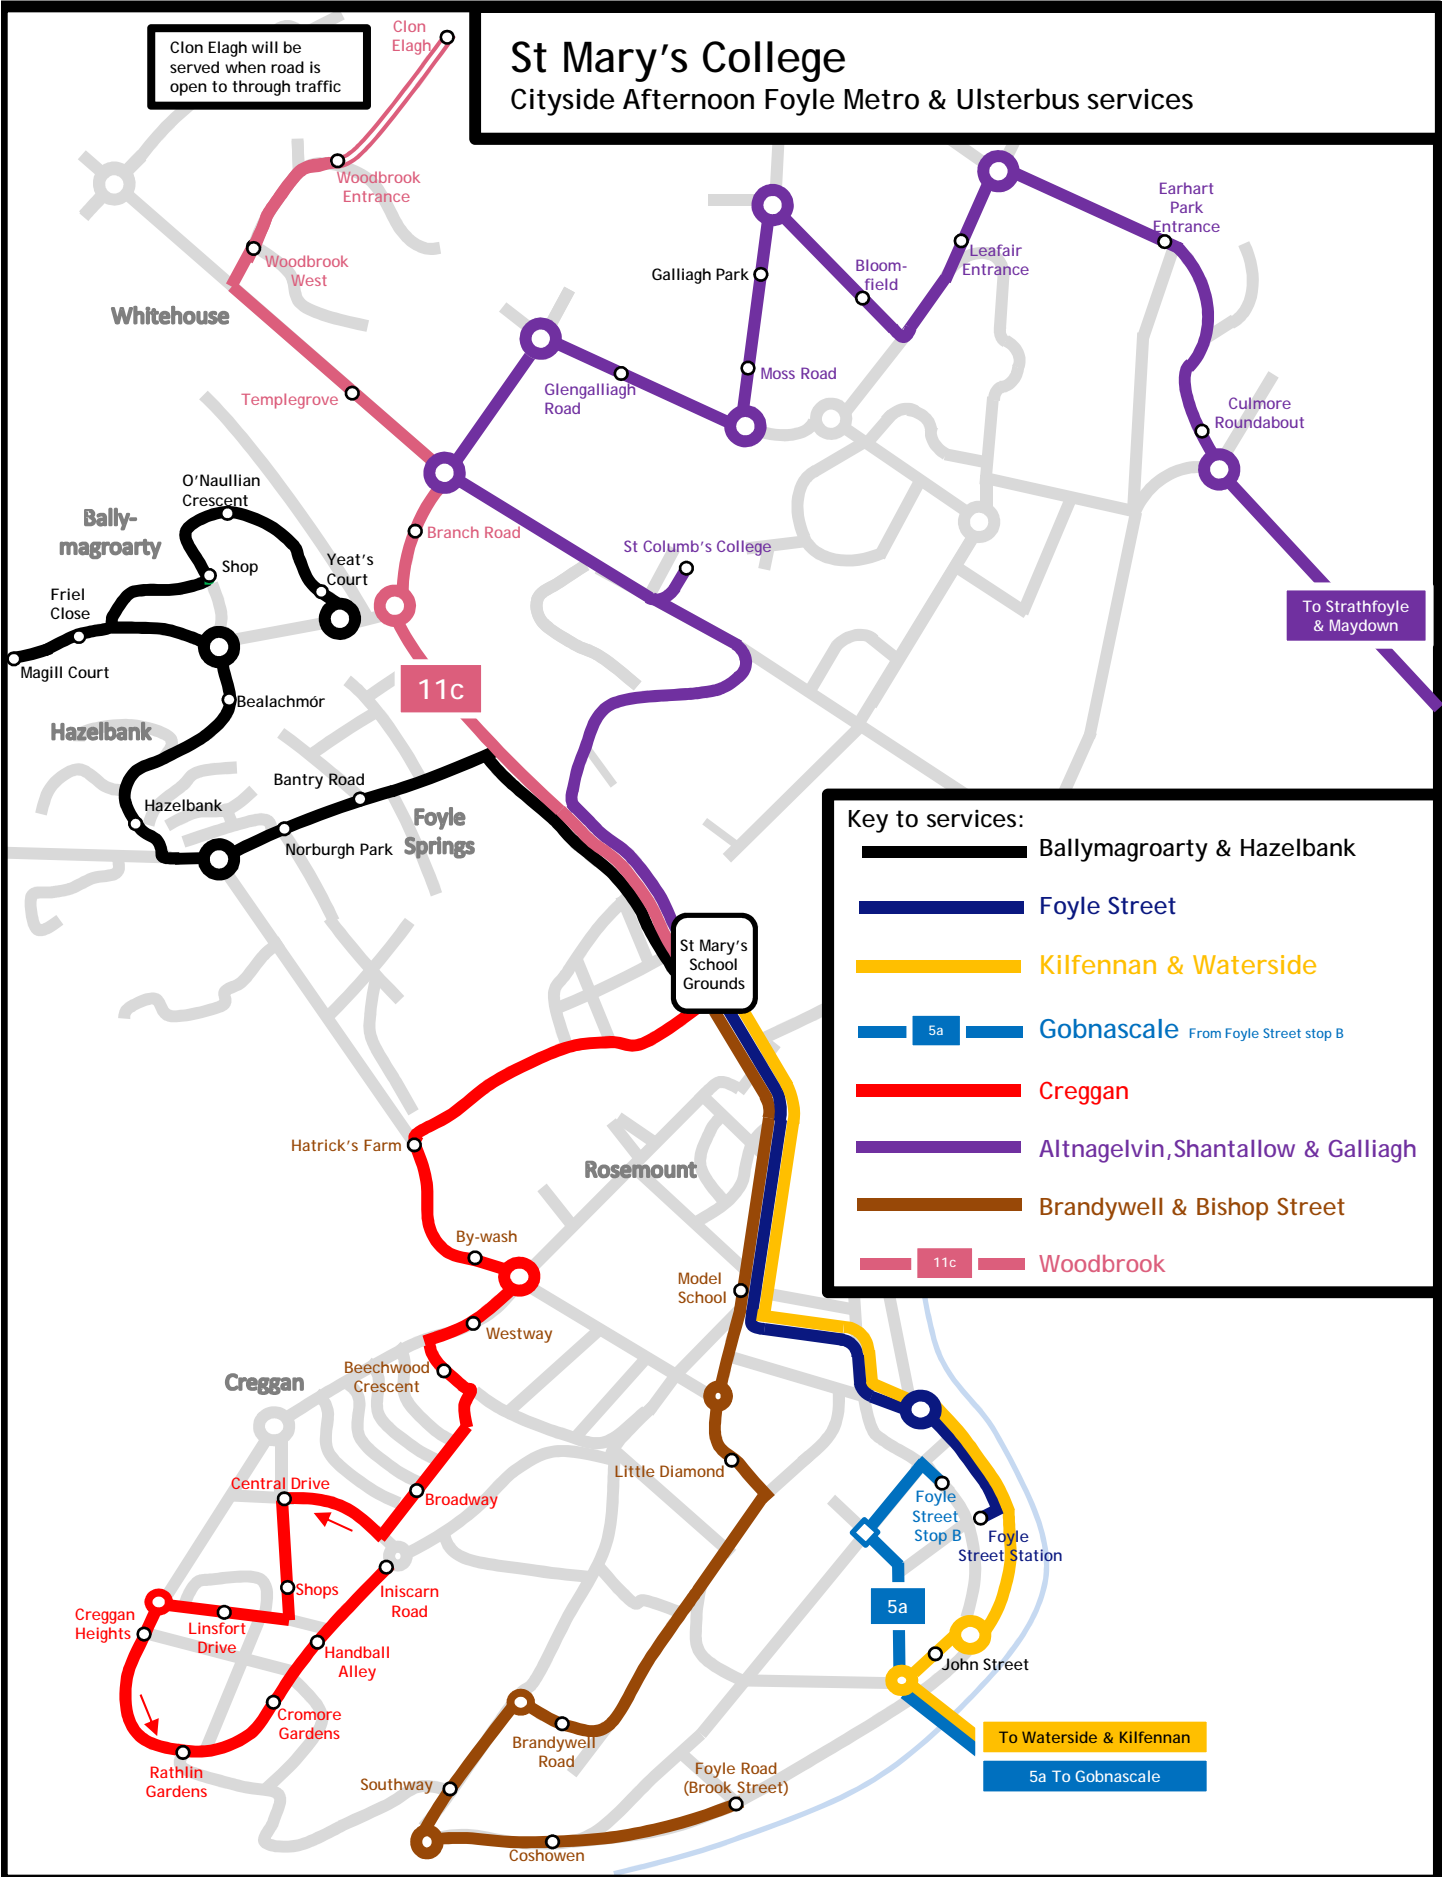 Clon Elagh will be
served when road is
open to through traffic
Clon
Elagh
St Mary's College
Cityside Afternoon Foyle Metro & Ulsterbus services
Woodbrook
Entrance
Woodbrook
West
Whitehouse
Templegrove
Earhart
Park
Entrance
Leafair
Entrance
Bloom-
field
Galliagh Park
Moss Road
Glengalliagh
Road
Culmore
Roundabout
O'Naullian
Crescent
Bally-
magroarty
Branch Road
St Columb's College
Shop
Yeat's
Court
Friel
Close
To Strathfoyle
& Maydown
Magill Court
11c
Bealachmór
Hazelbank
Bantry Road
Hazelbank
Foyle
Springs
Norburgh Park
Key to services:
Ballymagroarty & Hazelbank
Foyle Street
Kilfennan & Waterside
5a
Gobnascale From Foyle Street stop B
Creggan
Altnagelvin,Shantallow & Galliagh
Brandywell & Bishop Street
11c
Woodbrook
St Mary's
School
Grounds
Hatrick's Farm
Rosemount
By-wash
Model
School
Westway
Beechwood
Crescent
Creggan
Little Diamond
Central Drive
Broadway
Foyle
Street
Stop B
Foyle
Street Station
Shops
Iniscarn
Road
5a
Creggan
Heights
Linsfort
Drive
Handball
Alley
John Street
Cromore
Gardens
Brandywell
Road
To Waterside & Kilfennan
5a To Gobnascale
Rathlin
Gardens
Southway
Foyle Road
(Brook Street)
Coshowen